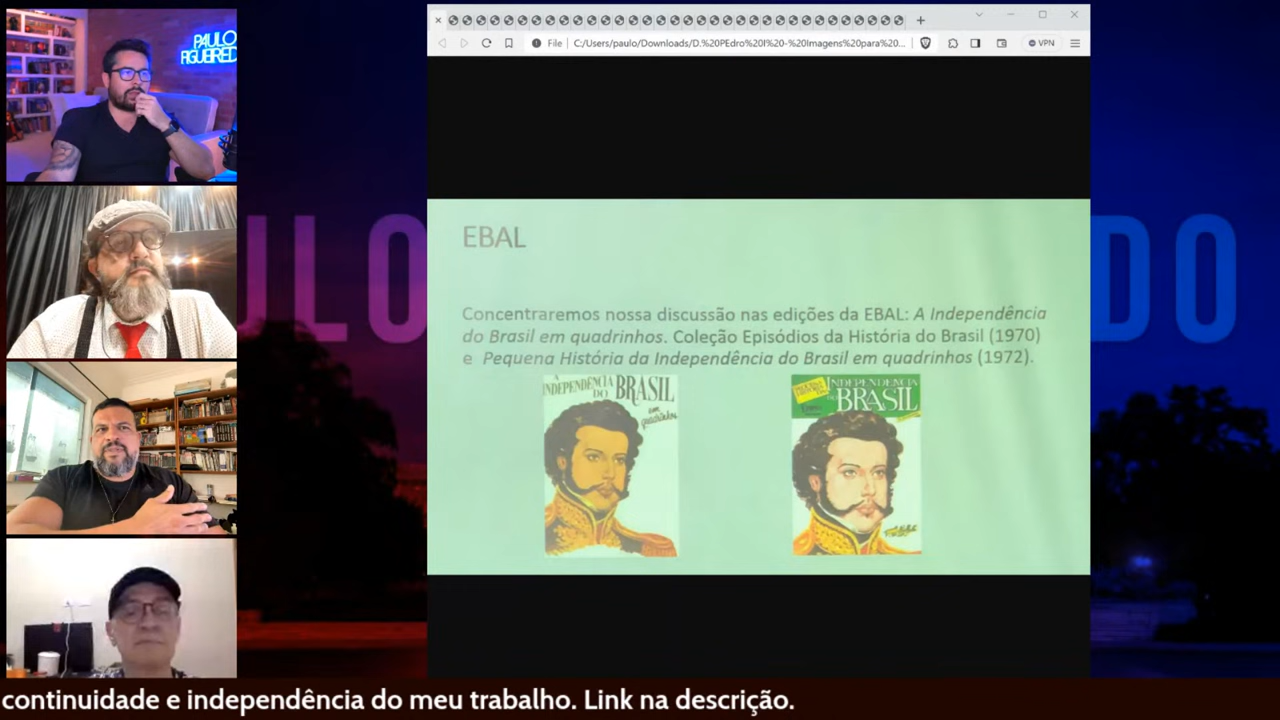 PAULO
FIGUEIRED
File C:/Users/paulo/Downloads/D.%20PEdro%20I%20-%20Imagens%20para%20...
VPN
ULO
DO
EBAL
Concentraremos nossa discussão nas edições da EBAL: A Independência
do Brasil em quadrinhos. Coleção Episódios da História do Brasil (1970)
e Pequena História da Independência do Brasil em quadrinhos (1972).
A
INDEPENDÊNCIA
DO BRASIL
em
quadrinhos
INDEPENDÊNCIA
DO BRASIL
continuidade e independência do meu trabalho. Link na descrição.